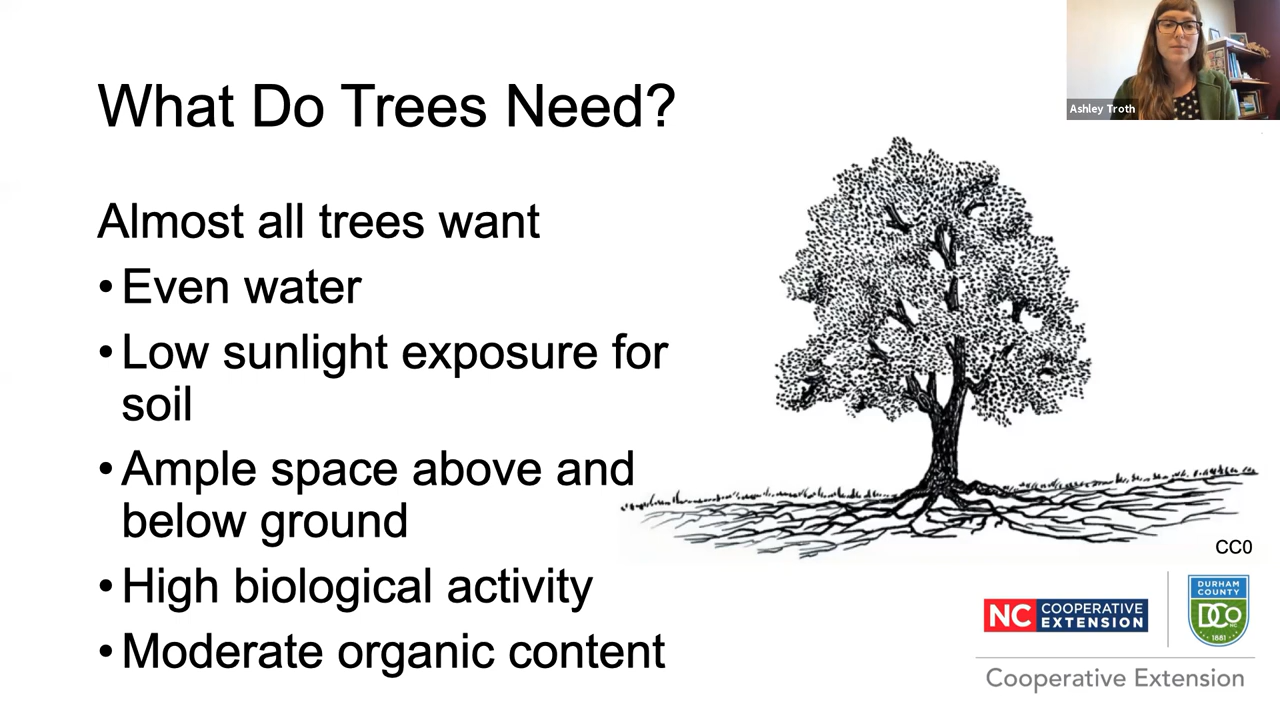 What Do Trees Need?
Ashley Troth
Almost all trees want
• Even water
• Low sunlight exposure for
soil
• Ample space above and
below ground
• High biological activity
• Moderate organic content
CC0
NC COOPERATIVE
EXTENSION
DURHAM
COUNTY
DCO
NC
1881
Cooperative Extension